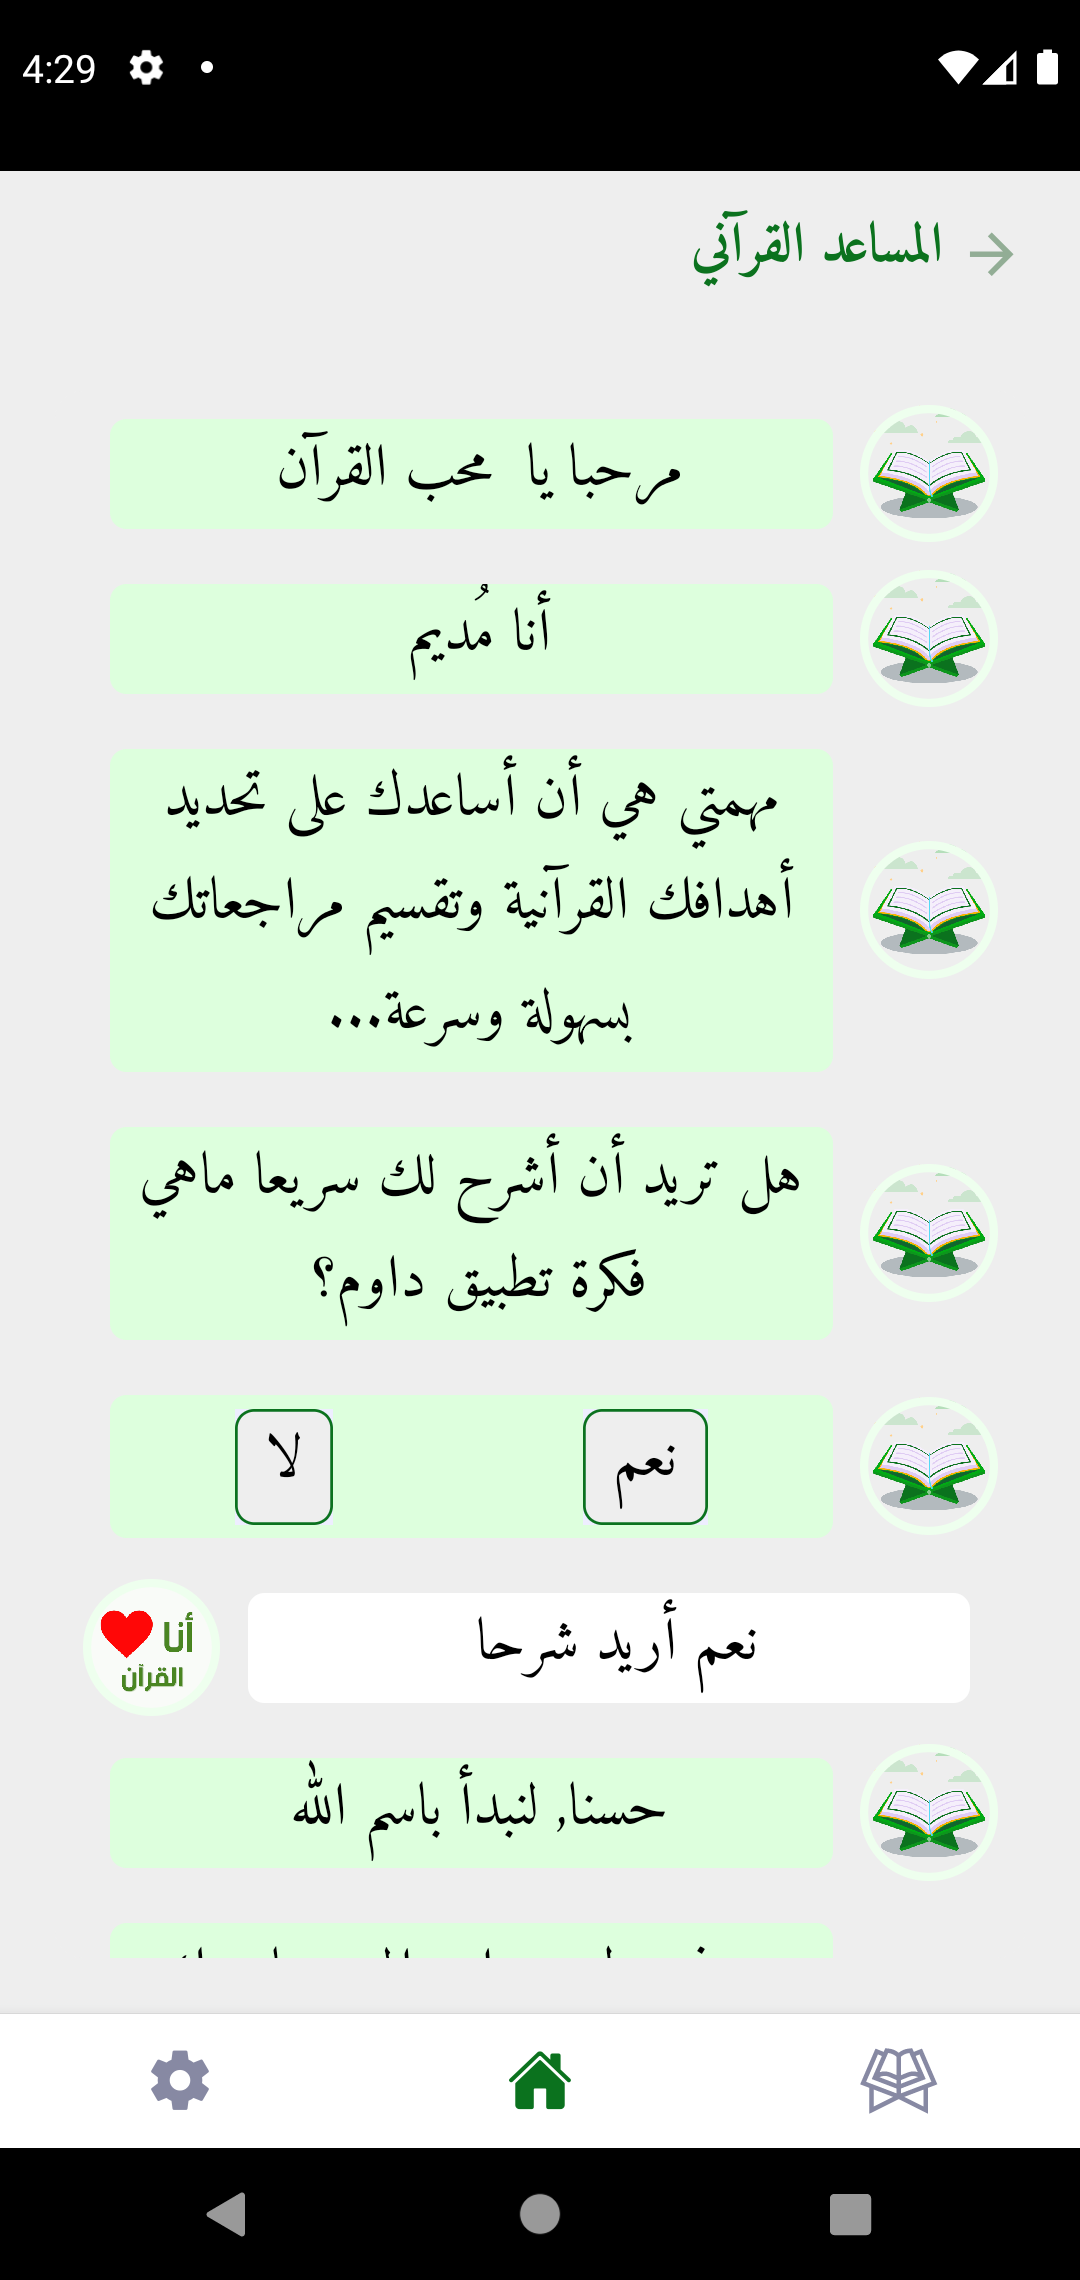 4:29
المساعد القرآني
مرحبا يا محب القرآن
أنا مُديم
مهمتي هي أن أساعدك على تحديد
أهدافك القرآنية وتقسيم مراجعاتك
بسهولة وسرعة...
هل تريد أن أشرح لك سريعا ماهي
فكرة تطبيق داوم؟
نعم
لا
نعم أريد شرحا
أنا
القرآن
حسنا, لنبدأ باسم الله